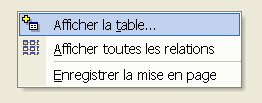 Afficher la table...
Afficher toutes les relations
Enregistrer la mise en page